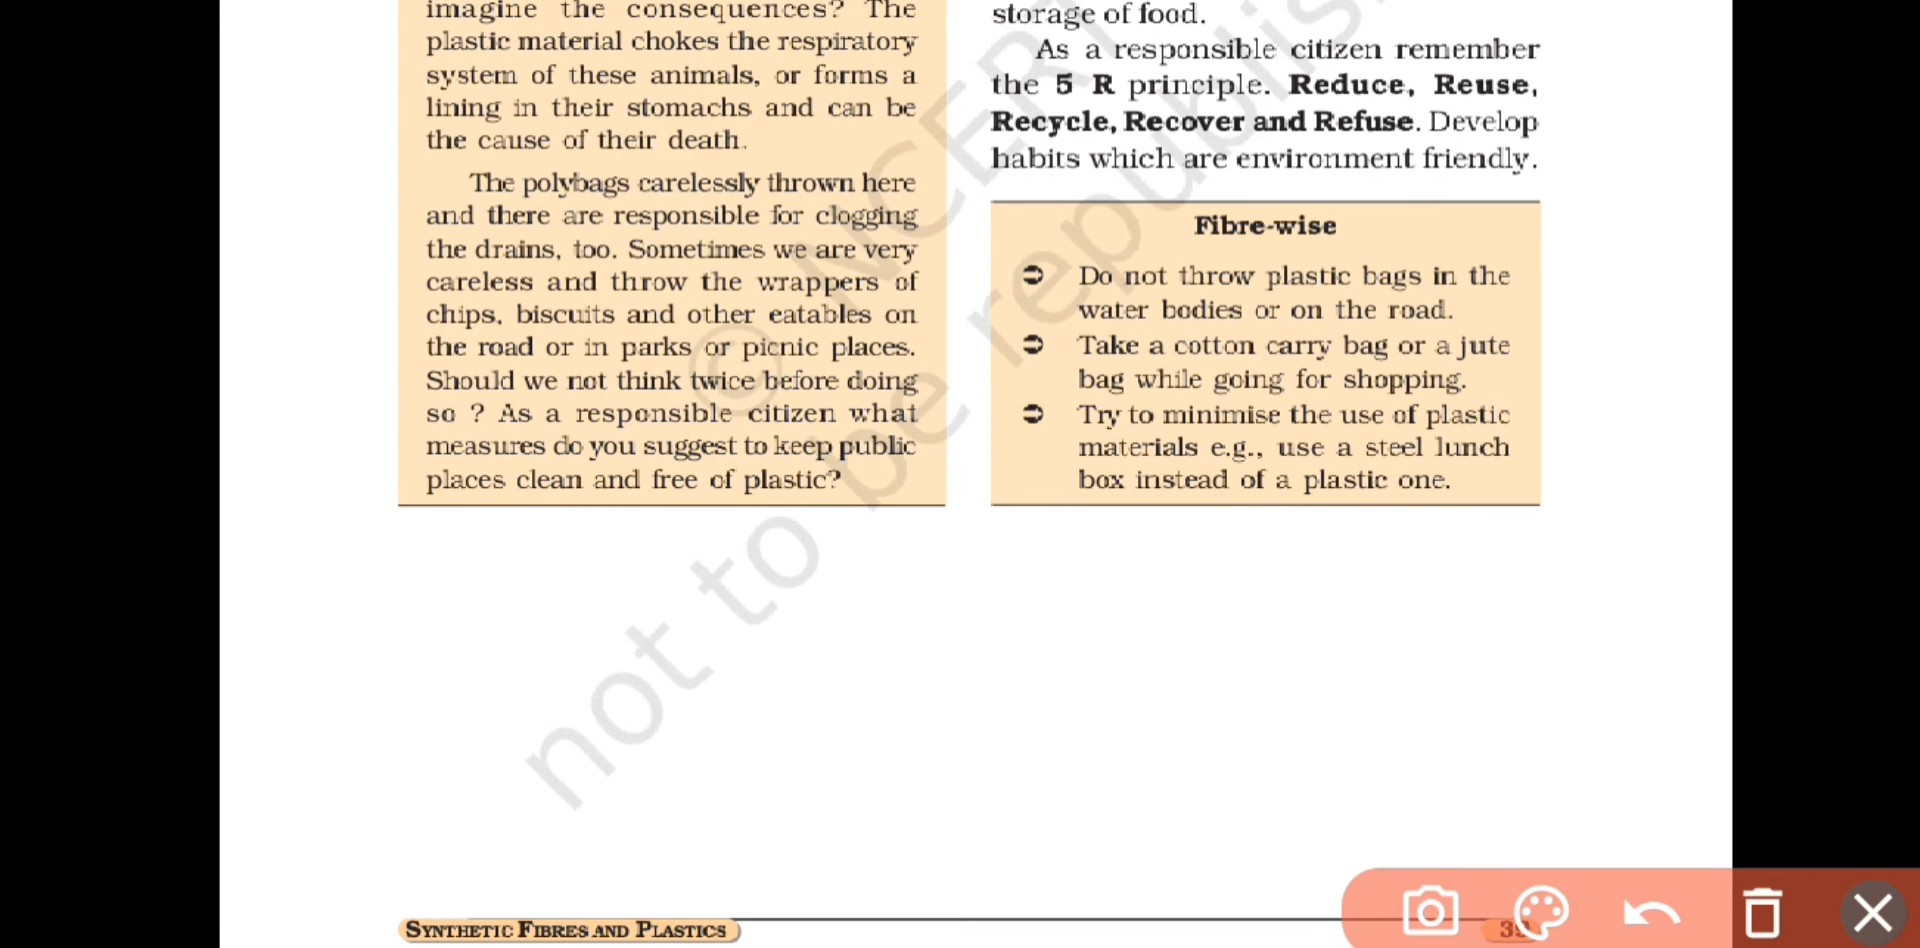 imagine the consequences? The
plastic material chokes the respiratory
system of these animals, or forms a
lining in their stomachs and can be
the cause of their death.
The polybags carelessly thrown here
and there are responsible for clogging
the drains, too. Sometimes we are very
careless and throw the wrappers of
chips, biscuits and other eatables on
the road or in parks or picnic places.
Should we not think twice before doing
so ? As a responsible citizen what
measures do you suggest to keep public
places clean and free of plastic?
storage of food.
As a responsible citizen remember
the 5 R principle. Reduce, Reuse,
Recycle, Recover and Refuse. Develop
habits which are environment friendly.
Fibre-wise
➲ Do not throw plastic bags in the
water bodies or on the road.
➲ Take a cotton carry bag or a jute
bag while going for shopping.
➲ Try to minimise the use of plastic
materials e.g., use a steel lunch
box instead of a plastic one.
© NCERT
not to be republis
SYNTHETIC FIBRES AND PLASTICS